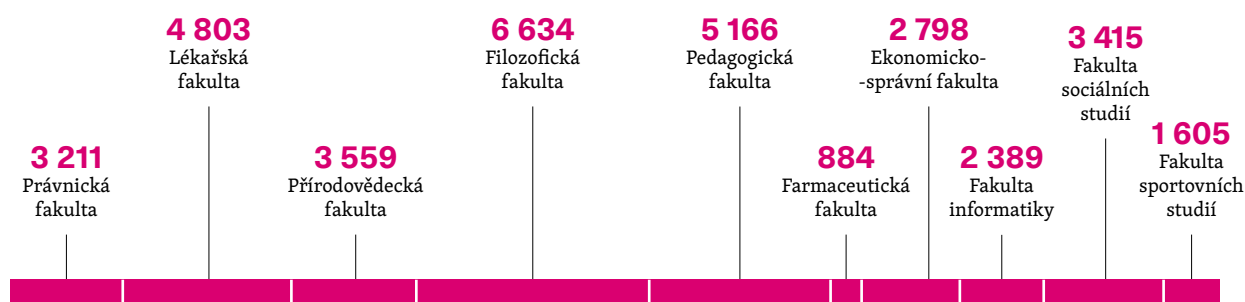 3 211
Právnická
fakulta
4 803
Lékařská
fakulta
3 559
Přírodovědecká
fakulta
6 634
Filozofická
fakulta
5 166
Pedagogická
fakulta
884
Farmaceutická
fakulta
2 798
Ekonomicko-
-správní fakulta
2 389
Fakulta
informatiky
3 415
Fakulta
sociálních
studií
1 605
Fakulta
sportovních
studií